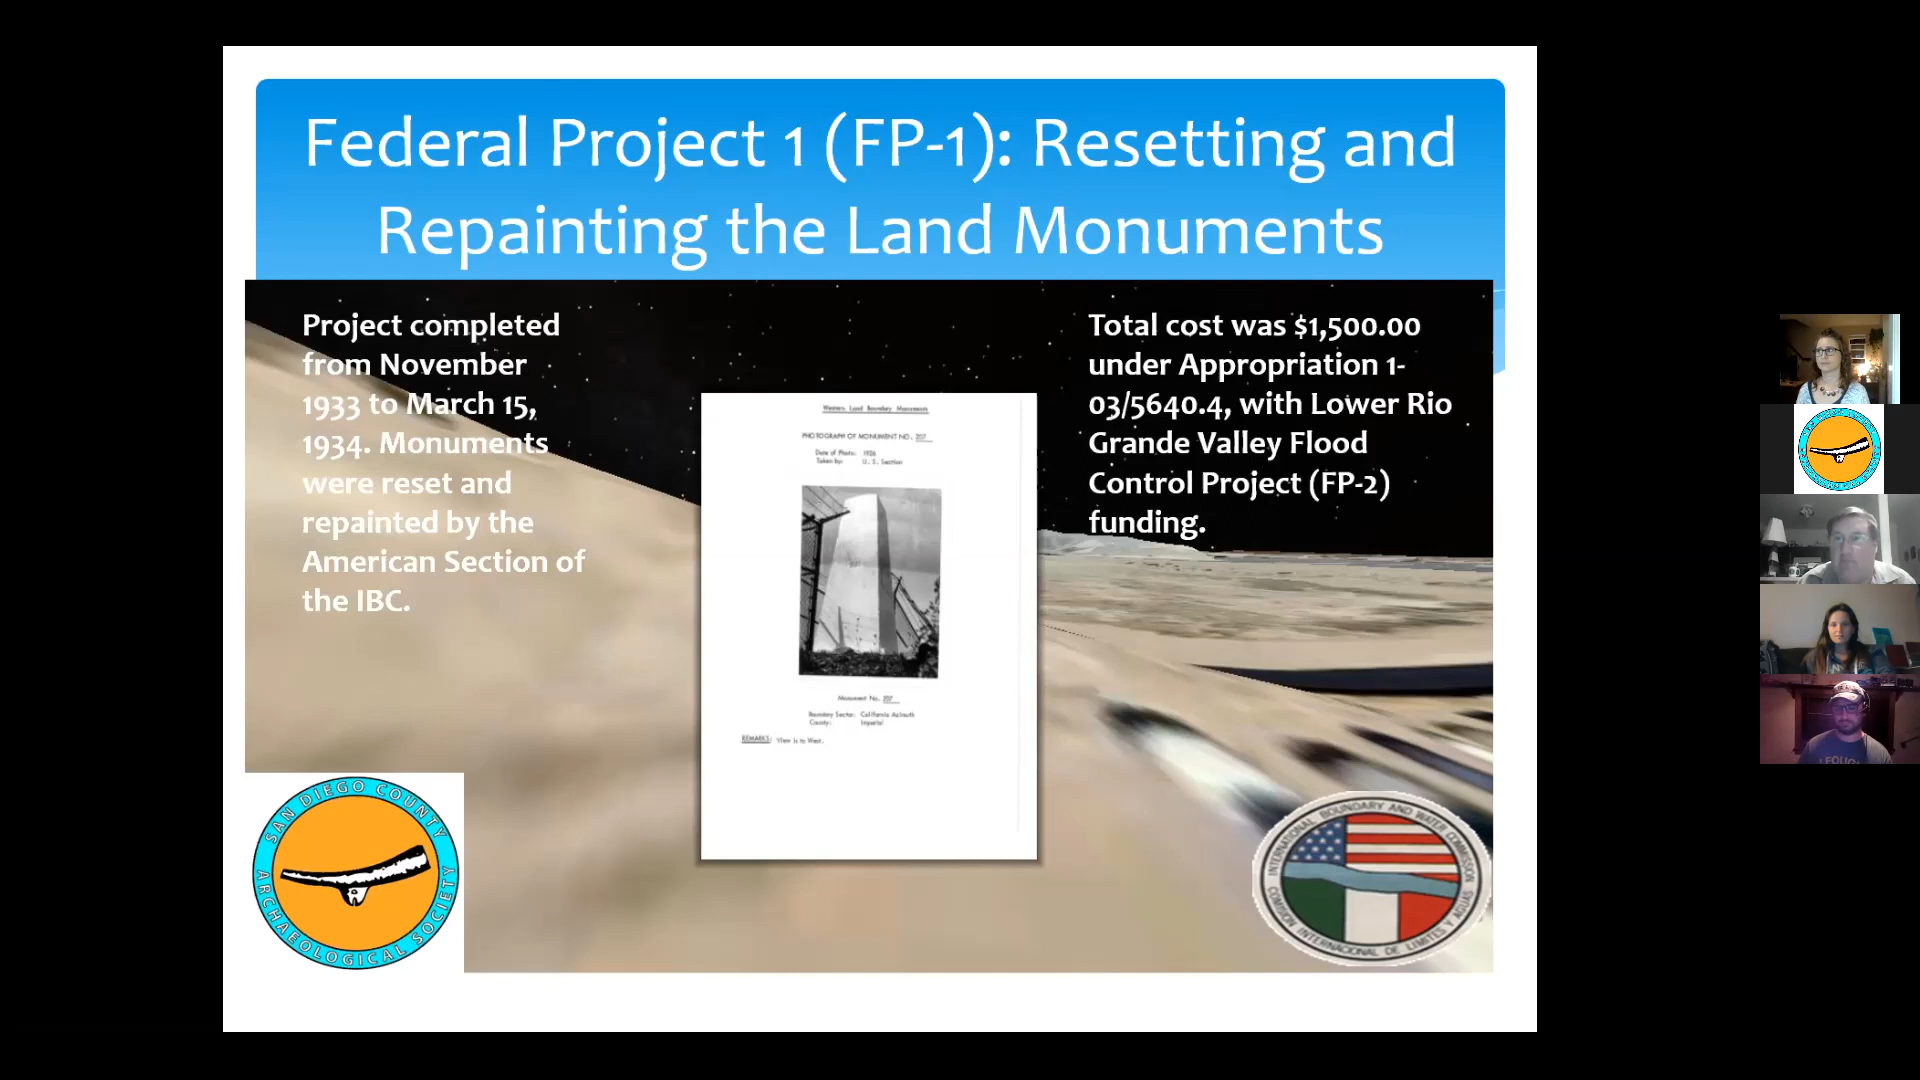 Federal Project 1 (FP-1): Resetting and
Repainting the Land Monuments
Project completed
from November
1933 to March 15,
1934. Monuments
were reset and
repainted by the
American Section of
the IBC.
Total cost was $1,500.00
under Appropriation 1-
03/5640.4, with Lower Rio
Grande Valley Flood
Control Project (FP-2)
funding.
Western Land Boundary Monuments
PHOTOGRAPH OF MONUMENT NO. 207
Date of Photo: 1936
Taken by: U. S. Section
Monument No. 207
Boundary Sector: California Azimuth
County: Imperial
REMARKS: View is to West.
SAN DIEGO COUNTY
ARCHAEOLOGICAL SOCIETY
INTERNATIONAL BOUNDARY AND WATER COMMISSION
COMISION INTERNACIONAL DE LIMITES Y AGUAS